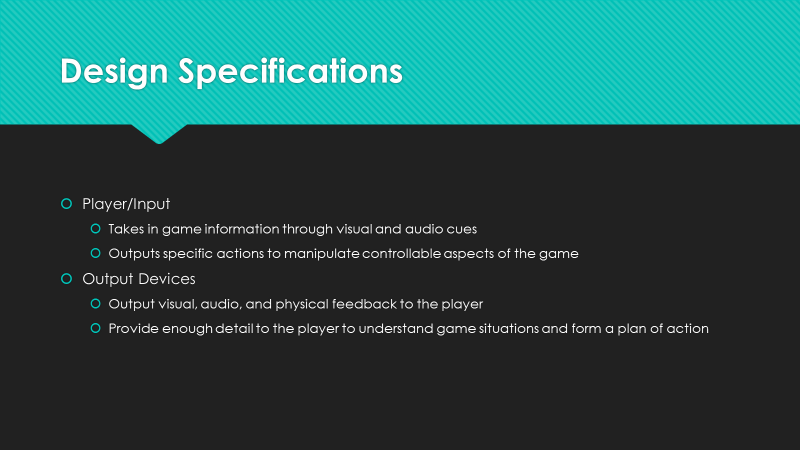 Design Specifications
Player/Input
Takes in game information through visual and audio cues
Outputs specific actions to manipulate controllable aspects of the game
Output Devices
Output visual, audio, and physical feedback to the player
Provide enough detail to the player to understand game situations and form a plan of action